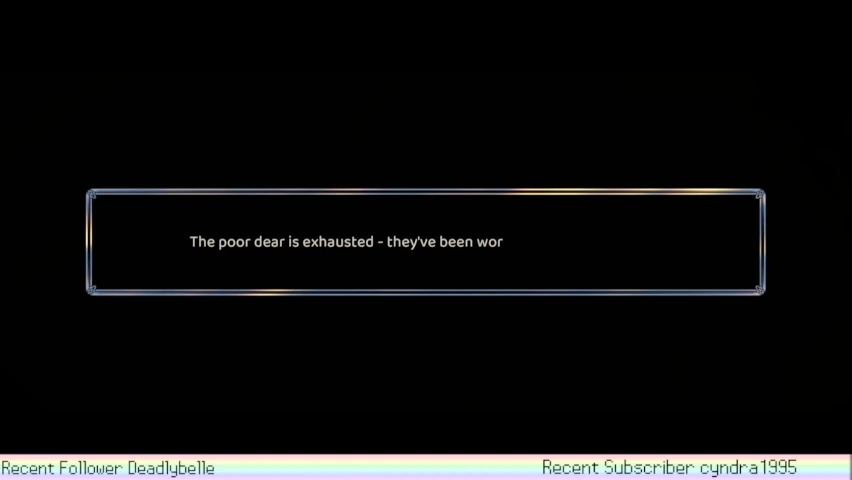 The poor dear is exhausted - they've been wor
Recent Follower Deadlybelle
Recent Subscriber cyndra1995